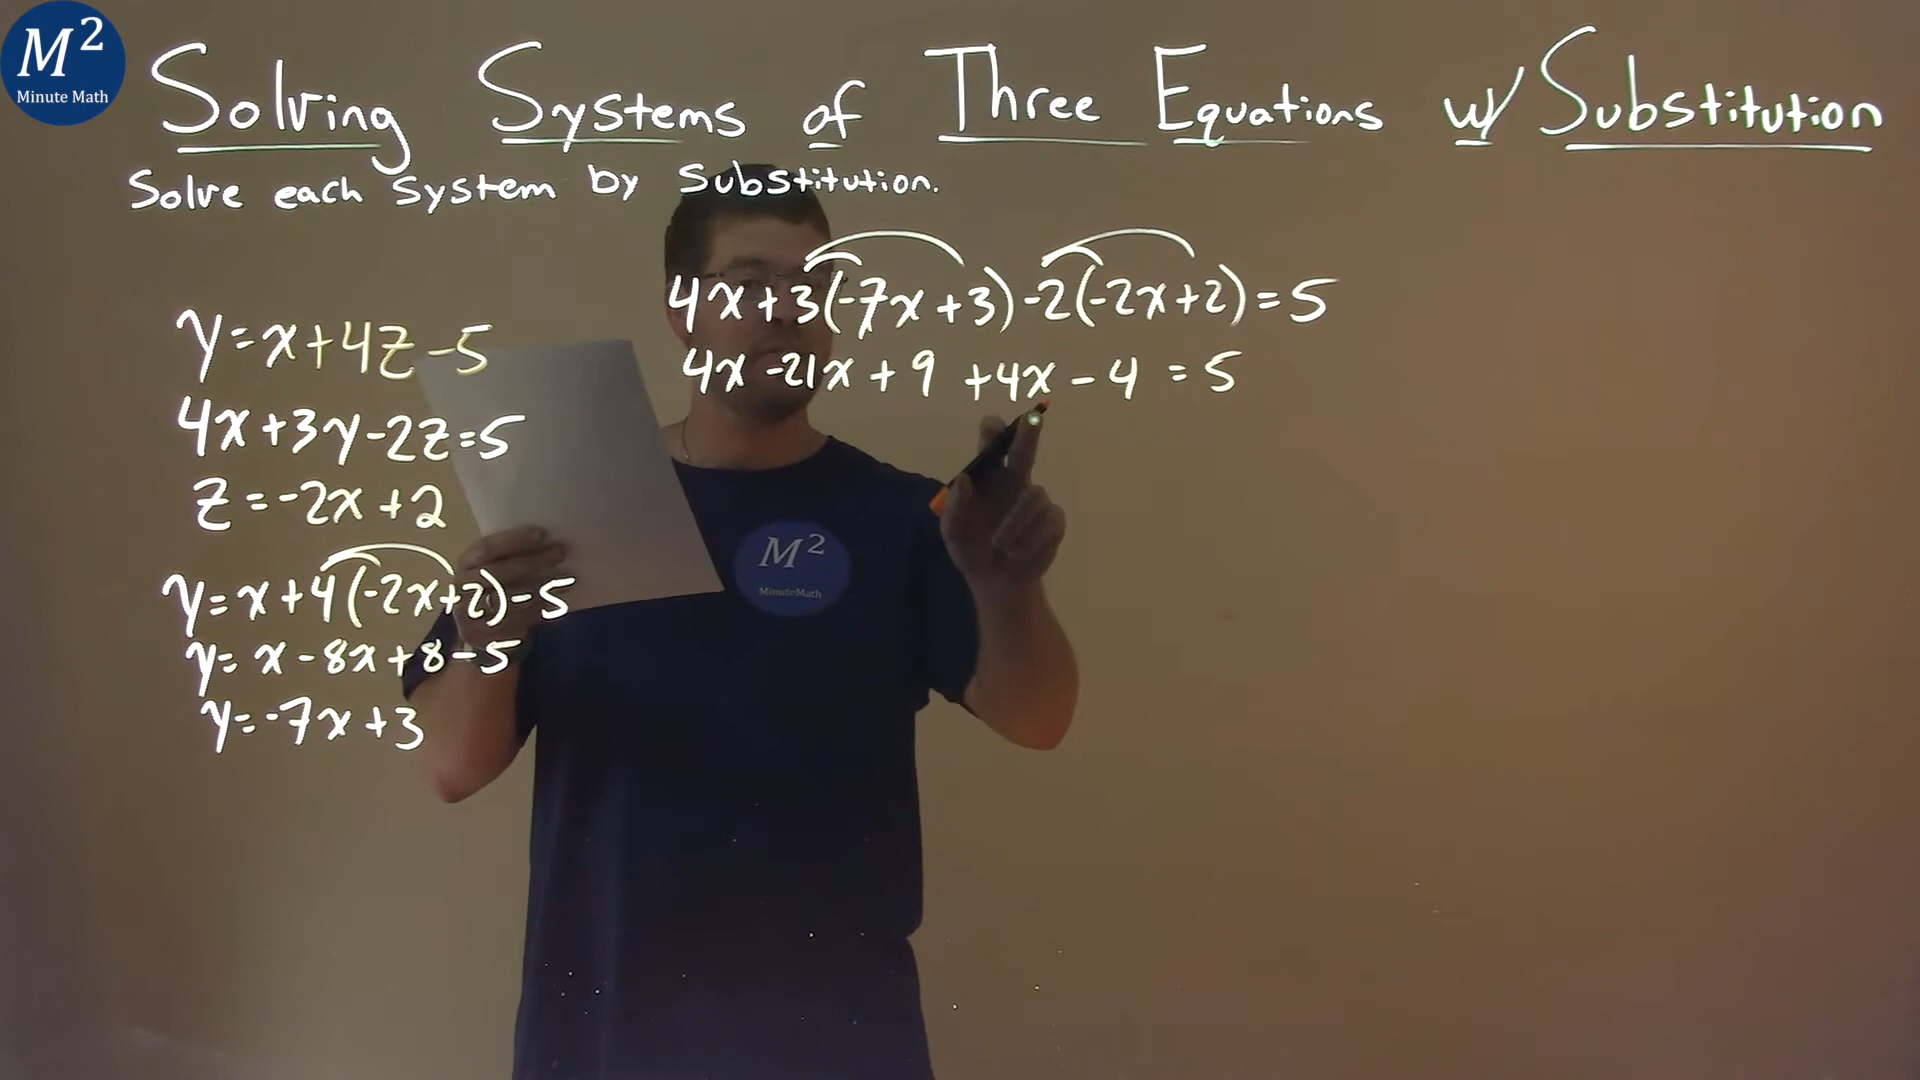 M²
Minute Math
Solving Systems of Three Equations w/ Substitution
Solve each system by substitution.
y=x+4z-5
4x+3y-2z=5
z=-2x+2
y=x+4(-2x+2)-5
y=x-8x+8-5
y=-7x+3
4x+3(-7x+3)-2(-2x+2)=5
4x-21x+9+4x-4=5
M²
MinuteMath